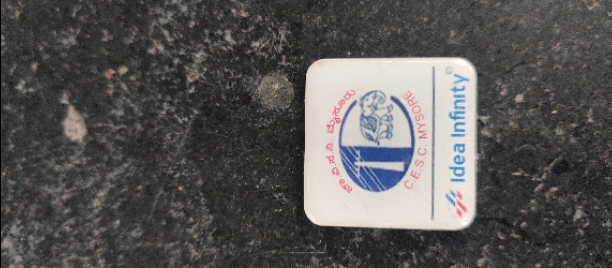 ಚಾ.ವಿ.ಸ.ನಿ. ಮೈಸೂರು
C.E.S.C. MYSORE
Idea Infinity